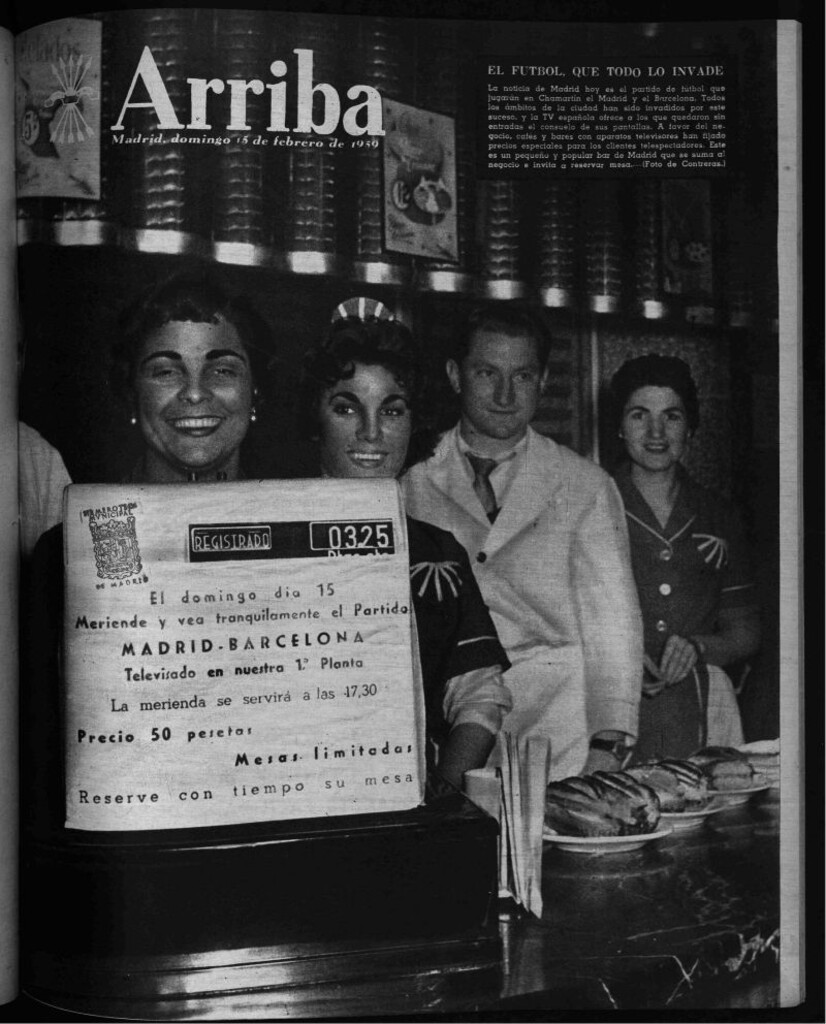 elados
Arriba
Madrid, domingo 15 de febrero de 1959
EL FUTBOL, QUE TODO LO INVADE
La noticia de Madrid hoy es el partido de fútbol que
jugarán en Chamartín el Madrid y el Barcelona. Todos
los ámbitos de la ciudad han sido invadidos por este
suceso, y la TV española ofrece a los que quedaron sin
entradas el consuelo de sus pantallas. A favor del ne-
gocio, cafés y bares con aparatos televisores han fijado
precios especiales para los clientes telespectadores. Este
es un pequeño y popular bar de Madrid que se suma al
negocio e invita a reservar mesa.—(Foto de Contreras.)
MUNICIPAL
DE MADRID
REGISTRADO
0325
El domingo dia 15
Meriende y vea tranquilamente el Partido
MADRID-BARCELONA
Televisado en nuestra 1.ª Planta
La merienda se servirá a las 17,30
Precio 50 pesetas
Mesas limitadas
Reserve con tiempo su mesa